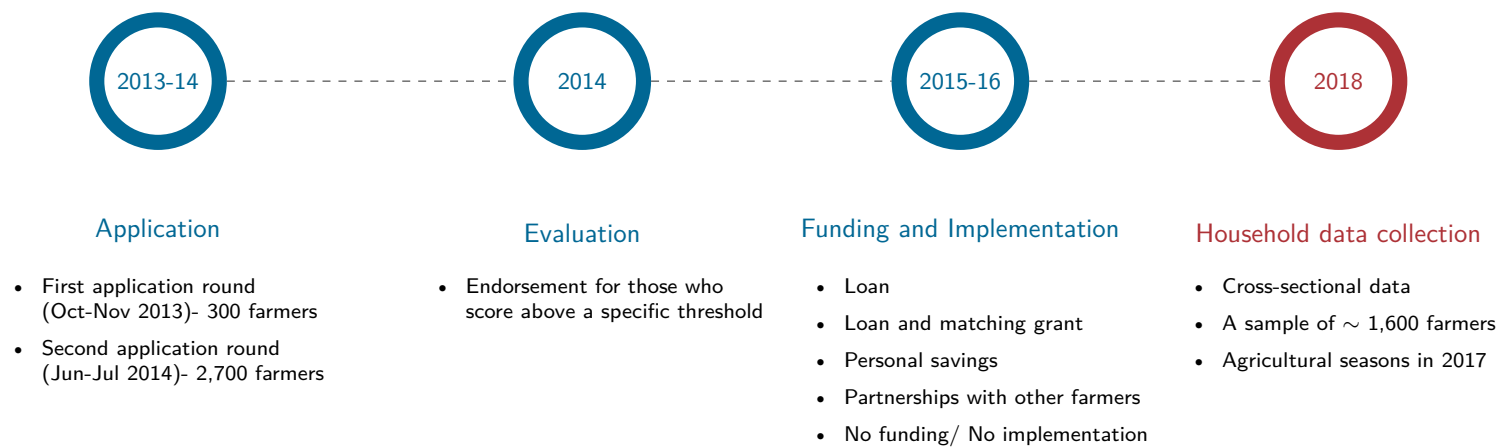 2013-14
2014
2015-16
2018
Application
• First application round
(Oct-Nov 2013)- 300 farmers
• Second application round
(Jun-Jul 2014)- 2,700 farmers
Evaluation
• Endorsement for those who
score above a specific threshold
Funding and Implementation
• Loan
• Loan and matching grant
• Personal savings
• Partnerships with other farmers
• No funding/ No implementation
Household data collection
• Cross-sectional data
• A sample of ∼ 1,600 farmers
• Agricultural seasons in 2017